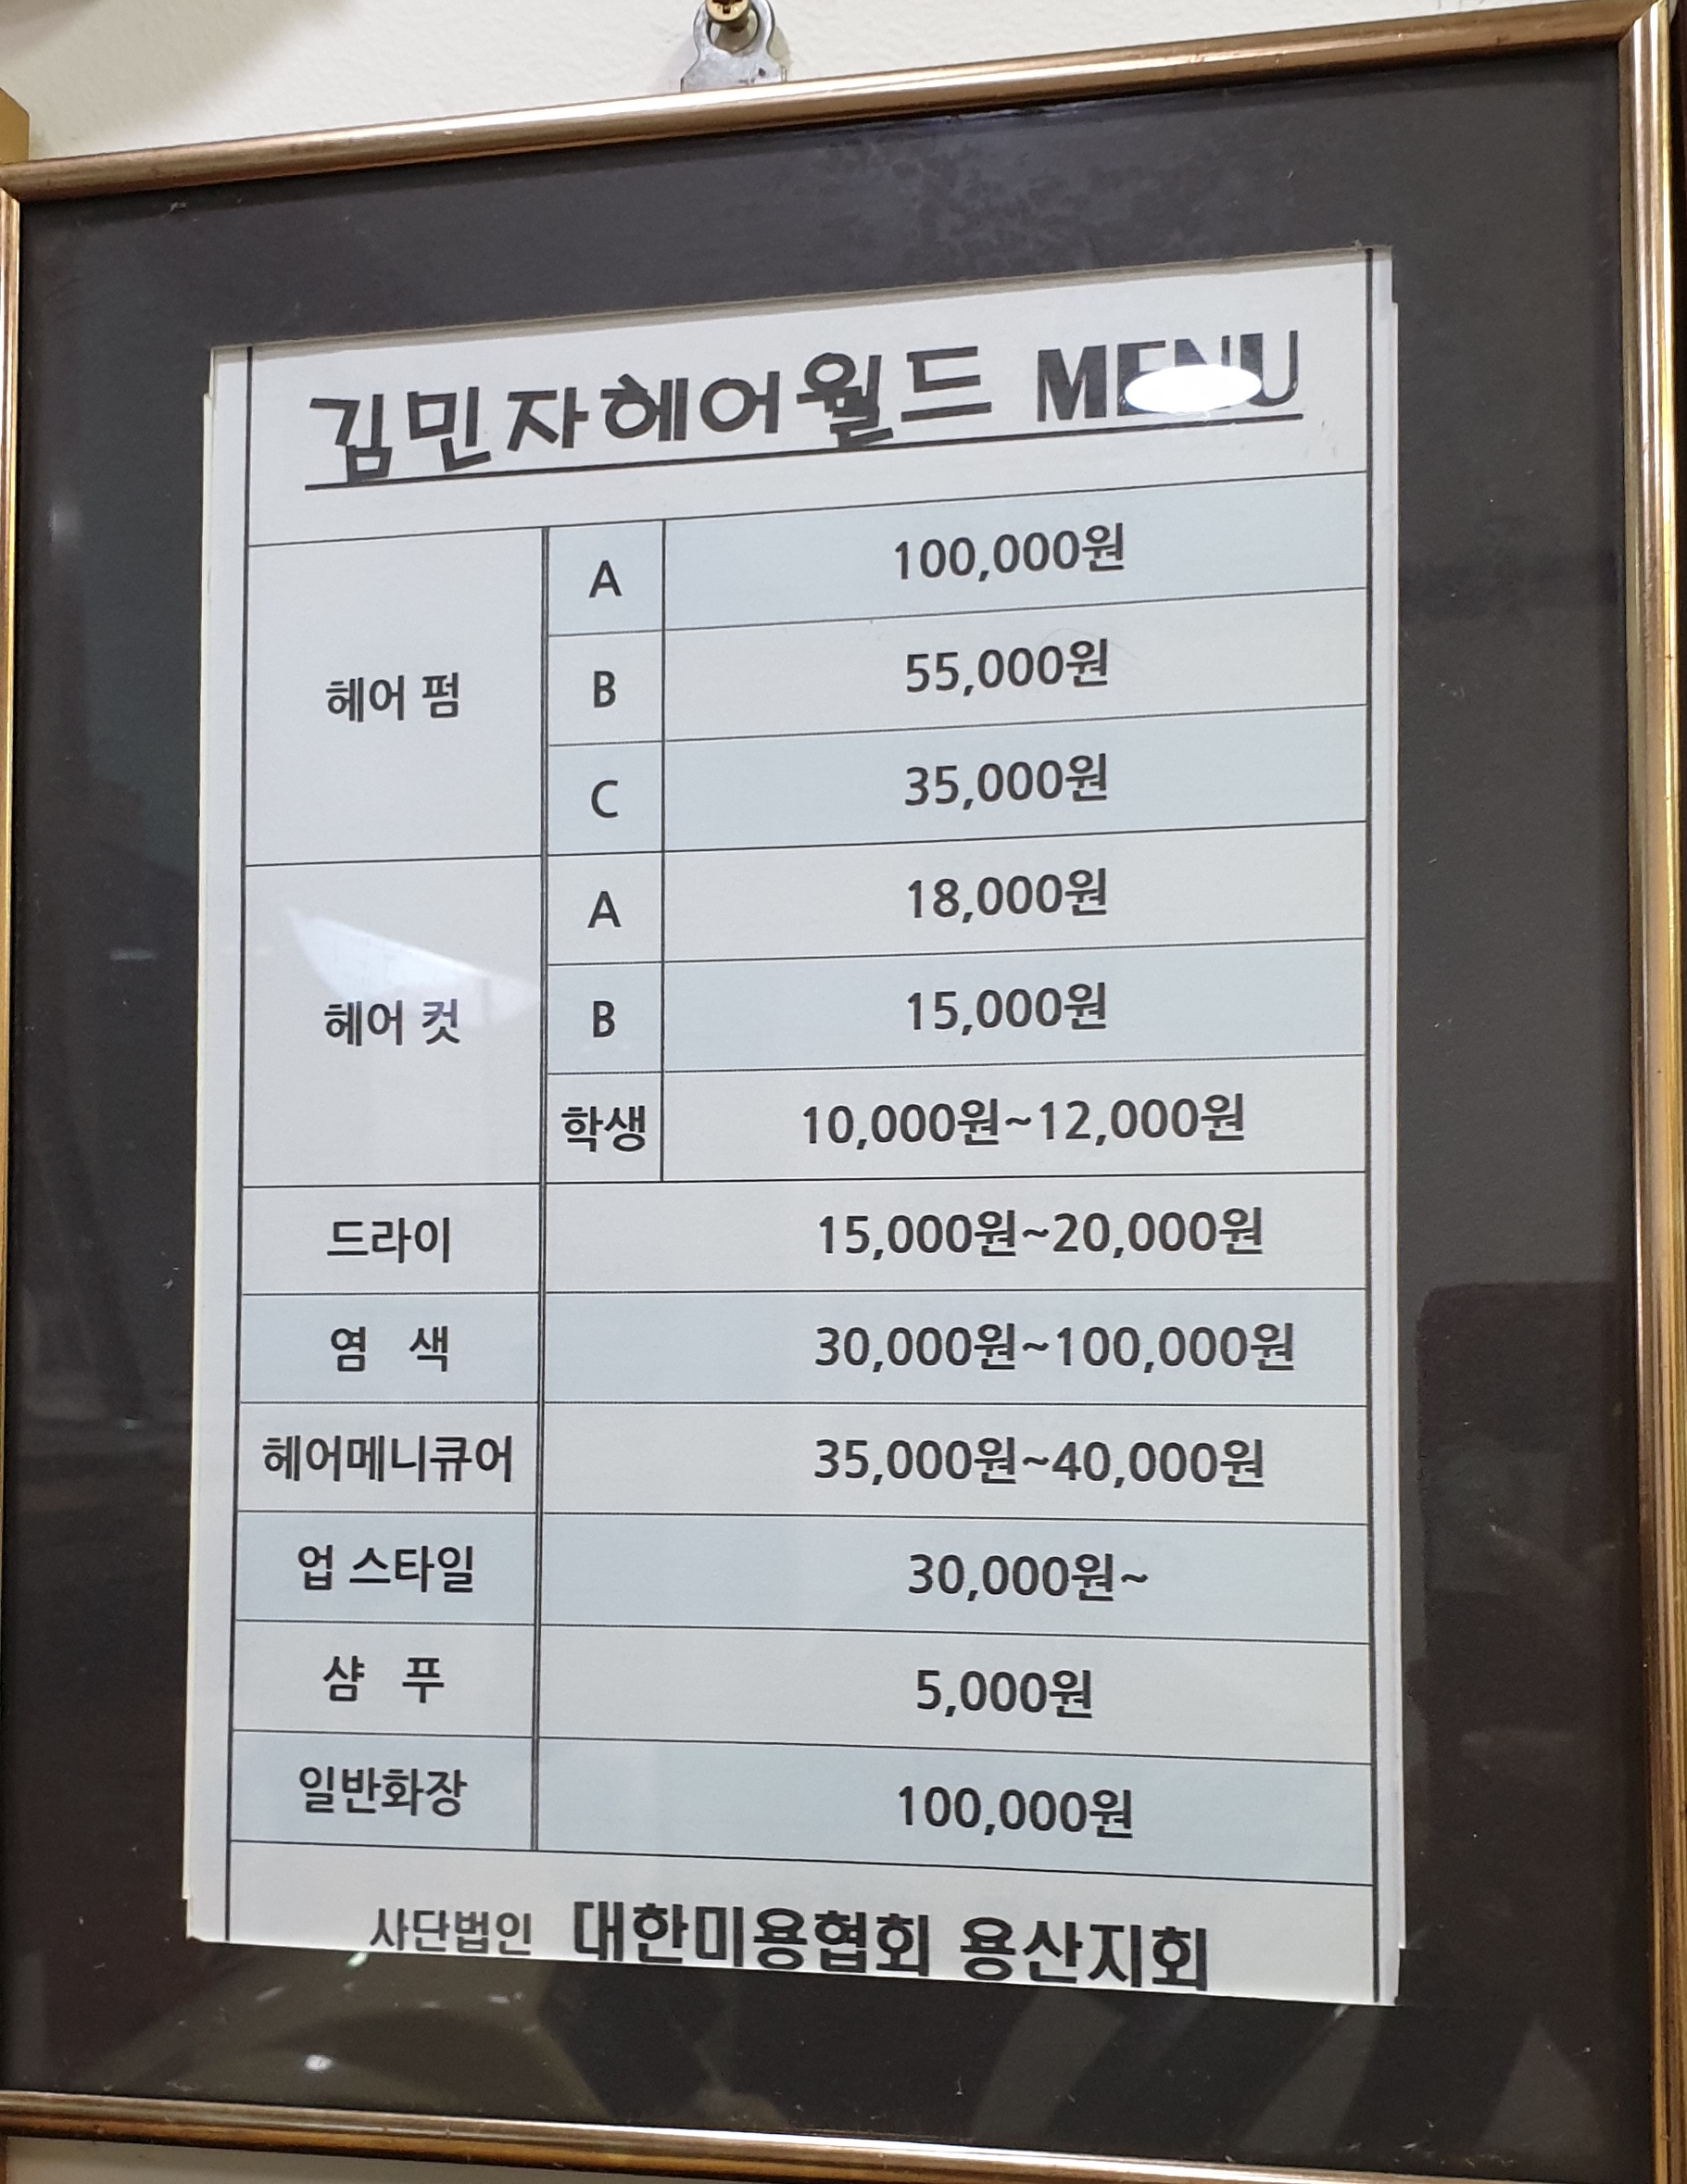 김민자헤어월드 MENU
헤어 펌
A 100,000원
B 55,000원
C 35,000원
헤어 컷
A 18,000원
B 15,000원
학생 10,000원~12,000원
드라이 15,000원~20,000원
염 색 30,000원~100,000원
헤어메니큐어 35,000원~40,000원
업 스타일 30,000원~
샴 푸 5,000원
일반화장 100,000원
사단법인 대한미용협회 용산지회